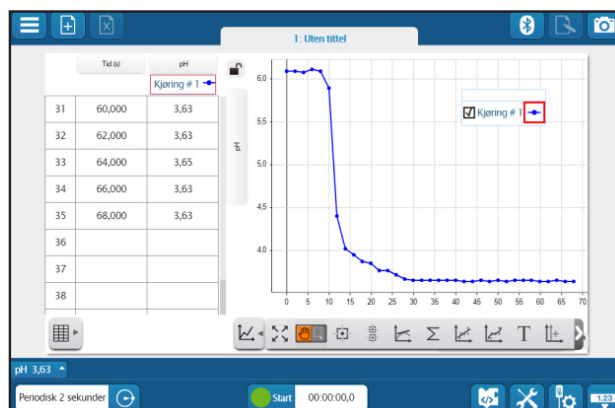 1: Uten tittel
Tid (s) pH
Kjøring # 1
31 60,000 3,63
32 62,000 3,63
33 64,000 3,65
34 66,000 3,63
35 68,000 3,63
36
37
38
pH
6,0
5,5
5,0
4,5
4,0
Kjøring # 1
0 5 10 15 20 25 30 35 40 45 50 55 60 65 70
Σ T
pH 3,63
Periodisk 2 sekunder
Start 00:00:00,0
1.23